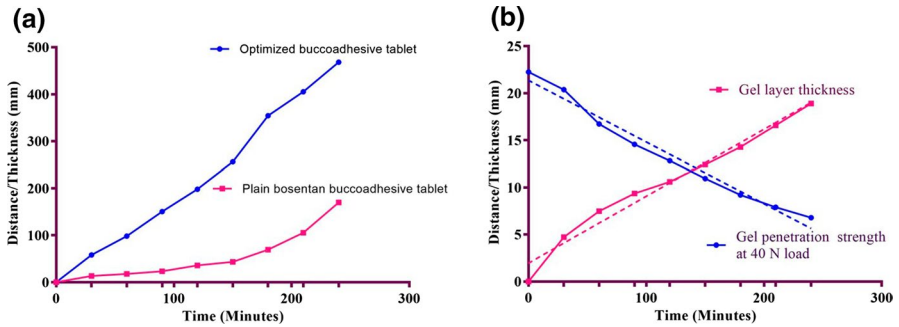 (a)
Distance/Thickness (mm)
500
400
300
200
100
0
Optimized buccoadhesive tablet
Plain bosentan buccoadhesive tablet
0
100
200
300
Time (Minutes)
(b)
Distance/Thickness (mm)
25
20
15
10
5
0
Gel layer thickness
Gel penetration strength
at 40 N load
0
100
200
300
Time (Minutes)